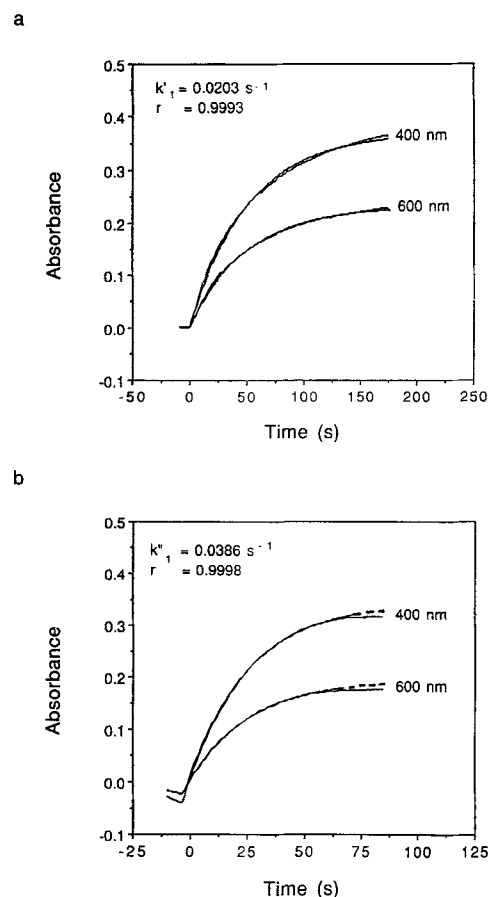 a
k'₁ = 0.0203 s⁻¹
r = 0.9993
0.5
0.4
0.3
0.2
0.1
0.0
-0.1
400 nm
600 nm
Absorbance
-50 0 50 100 150 200 250
Time (s)
b
k"₁ = 0.0386 s⁻¹
r = 0.9998
0.5
0.4
0.3
0.2
0.1
0.0
-0.1
400 nm
600 nm
Absorbance
-25 0 25 50 75 100 125
Time (s)